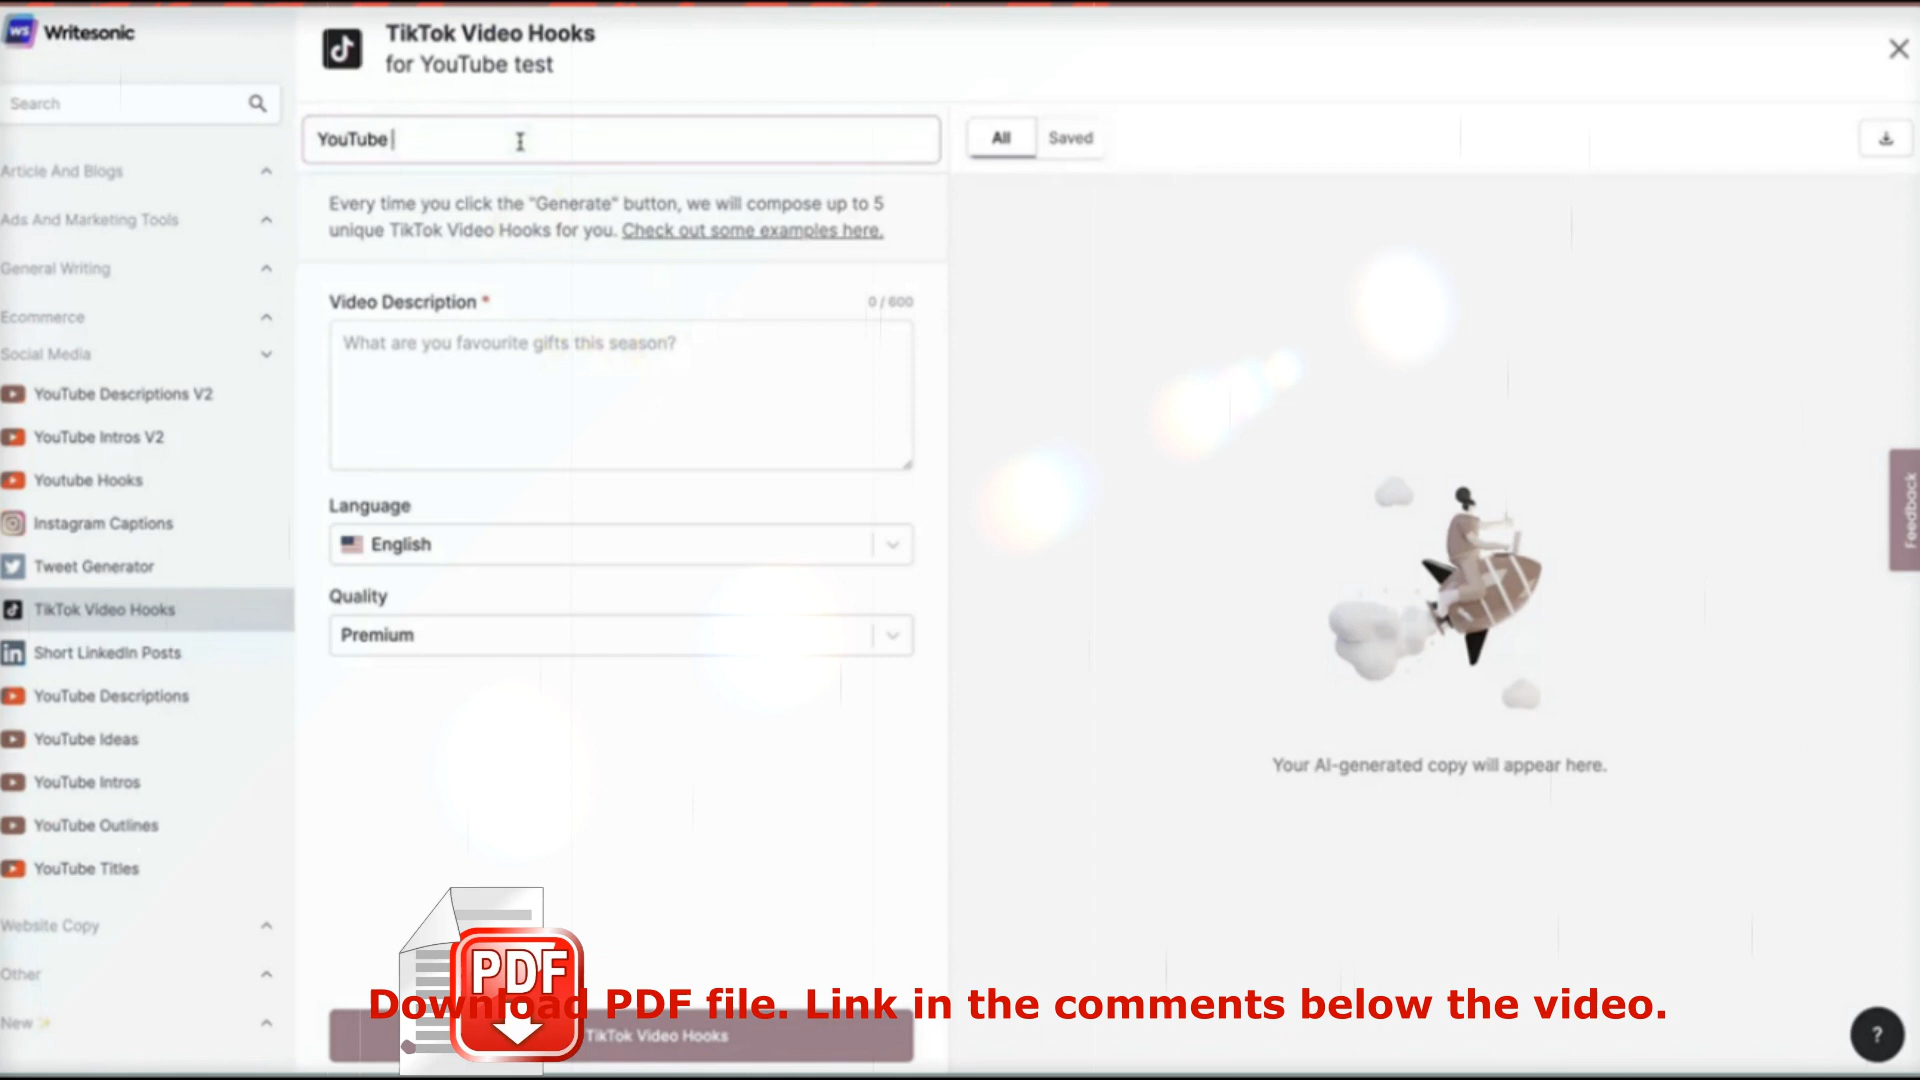 Writesonic
Search
Article And Blogs
Ads And Marketing Tools
General Writing
Ecommerce
Social Media
YouTube Descriptions V2
YouTube Intros V2
Youtube Hooks
Instagram Captions
Tweet Generator
TikTok Video Hooks
Short LinkedIn Posts
YouTube Descriptions
YouTube Ideas
YouTube Intros
YouTube Outlines
YouTube Titles
Website Copy
Other
New
TikTok Video Hooks
for YouTube test
YouTube
Every time you click the "Generate" button, we will compose up to 5
unique TikTok Video Hooks for you. Check out some examples here.
Video Description *
0 / 600
What are you favourite gifts this season?
Language
English
Quality
Premium
TikTok Video Hooks
All
Saved
Your AI-generated copy will appear here.
Feedback
?
PDF
Download PDF file. Link in the comments below the video.